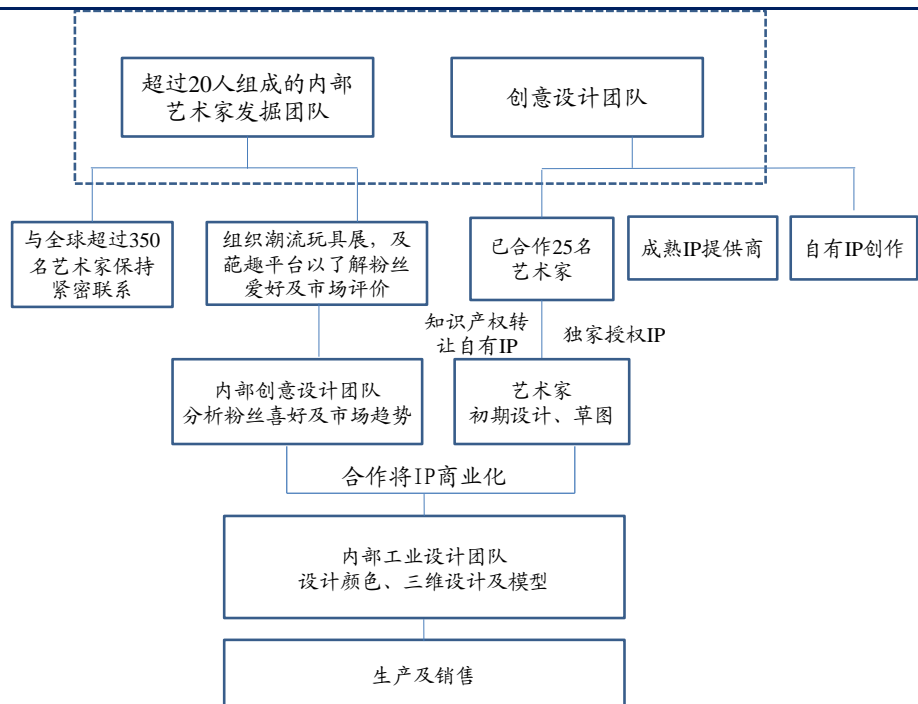 超过20人组成的内部
艺术家发掘团队
创意设计团队
与全球超过350
名艺术家保持
紧密联系
组织潮流玩具展，及
葩趣平台以了解粉丝
爱好及市场评价
已合作25名
艺术家
成熟IP提供商
自有IP创作
知识产权转
让自有IP
独家授权IP
内部创意设计团队
分析粉丝喜好及市场趋势
艺术家
初期设计、草图
合作将IP商业化
内部工业设计团队
设计颜色、三维设计及模型
生产及销售